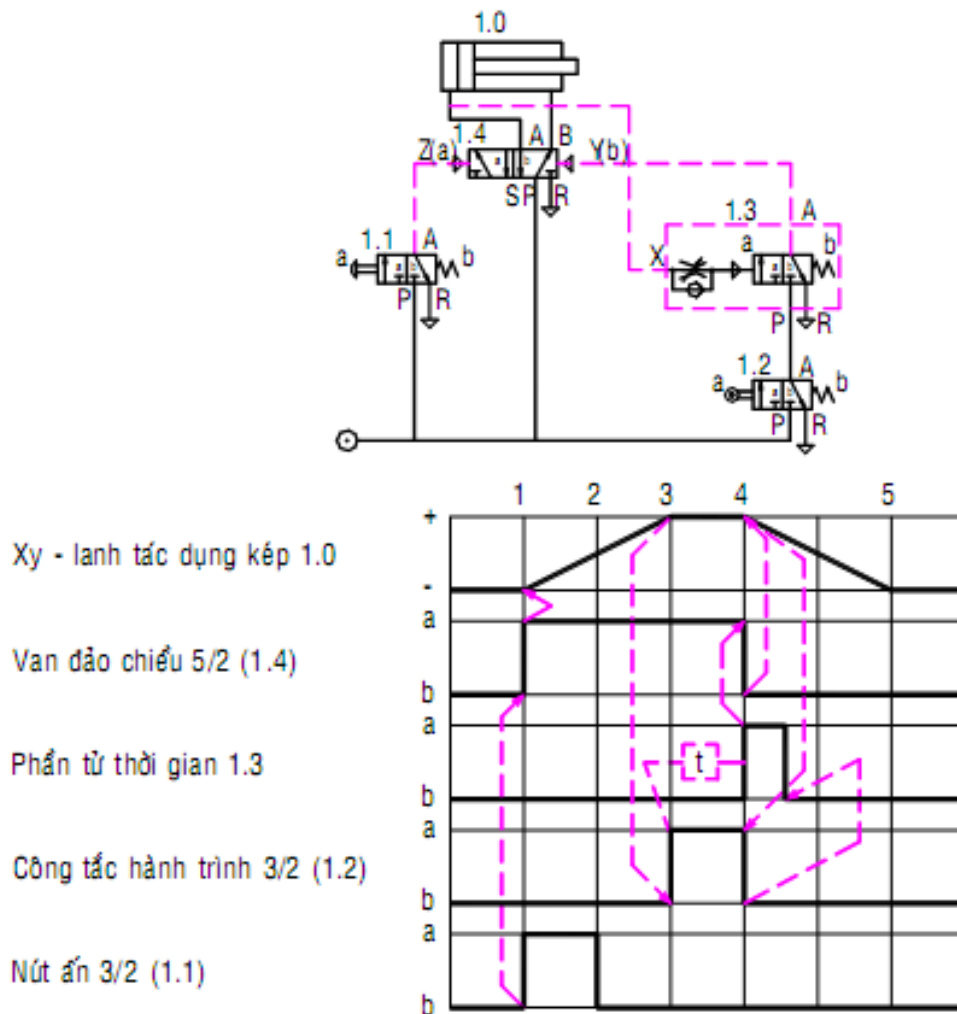 1.0
1.4 A B
Z(a) a b Y(b)
S P R
1.3 A
1.1 A
a a b b
P R
X a a b b
P R
1.2 A
a a b b
P R
1 2 3 4 5
+
Xy - lanh tác dụng kép 1.0
-
a
Van đảo chiểu 5/2 (1.4)
b
a
Phẩn tử thời gian 1.3
t
b
a
Công tắc hành trình 3/2 (1.2)
b
a
Nút ấn 3/2 (1.1)
b